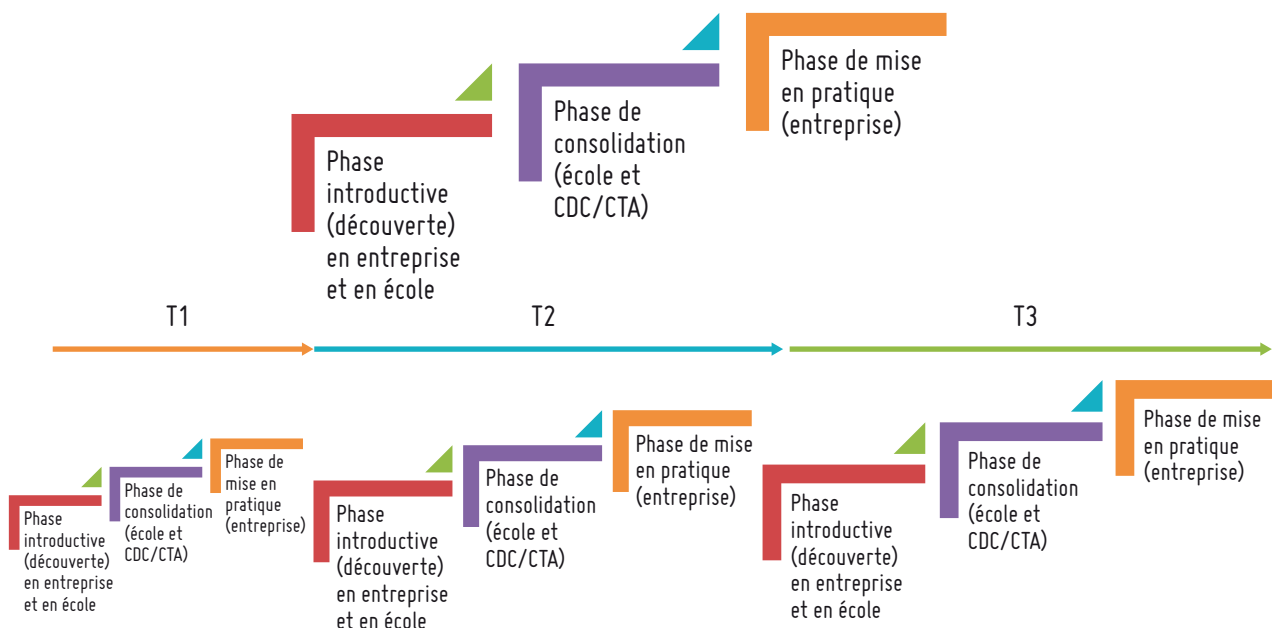 Phase
introductive
(découverte)
en entreprise
et en école
Phase de
consolidation
(école et
CDC/CTA)
Phase de mise
en pratique
(entreprise)
T1
T2
T3
Phase
introductive
(découverte)
en entreprise
et en école
Phase de
consolidation
(école et
CDC/CTA)
Phase de
mise en
pratique
(entreprise)
Phase
introductive
(découverte)
en entreprise
et en école
Phase de
consolidation
(école et
CDC/CTA)
Phase de mise
en pratique
(entreprise)
Phase
introductive
(découverte)
en entreprise
et en école
Phase de
consolidation
(école et
CDC/CTA)
Phase de mise
en pratique
(entreprise)